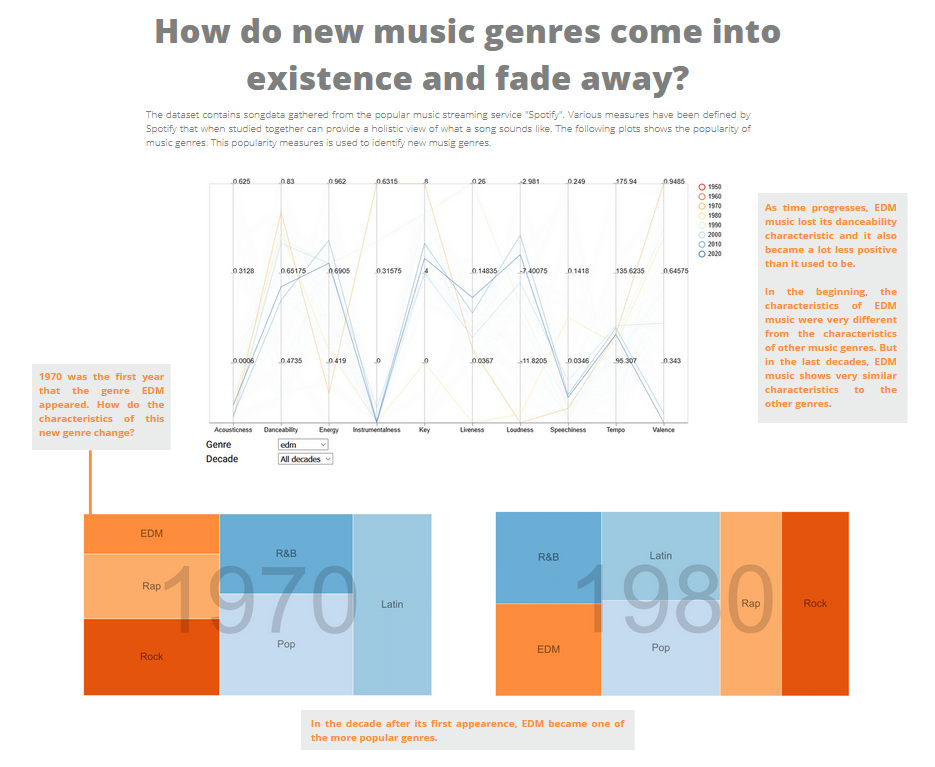 How do new music genres come into
existence and fade away?
The dataset contains songdata gathered from the popular music streaming service "Spotify". Various measures have been defined by
Spotify that when studied together can provide a holistic view of what a song sounds like. The following plots shows the popularity of
music genres. This popularity measures is used to identify new musig genres.
0.625 0.83 0.962 0.6315 8 0.26 -2.981 0.249 175.94 0.9485
0.3128 0.65175 0.6905 0.31575 4 0.14835 -7.40075 0.1418 135.6235 0.64575
0.0006 0.4735 0.419 0 0 0.0367 -11.8205 0.0346 95.307 0.343
Acousticness Danceability Energy Instrumentalness Key Liveness Loudness Speechiness Tempo Valence
1950
1960
1970
1980
1990
2000
2010
2020
Genre edm
Decade All decades
As time progresses, EDM
music lost its danceability
characteristic and it also
became a lot less positive
than it used to be.
In the beginning, the
characteristics of EDM
music were very different
from the characteristics
of other music genres. But
in the last decades, EDM
music shows very similar
characteristics to the
other genres.
1970 was the first year
that the genre EDM
appeared. How do the
characteristics of this
new genre change?
1970
EDM
Rap
Rock
R&B
Pop
Latin
1980
R&B
EDM
Latin
Pop
Rap
Rock
In the decade after its first appearence, EDM became one of
the more popular genres.